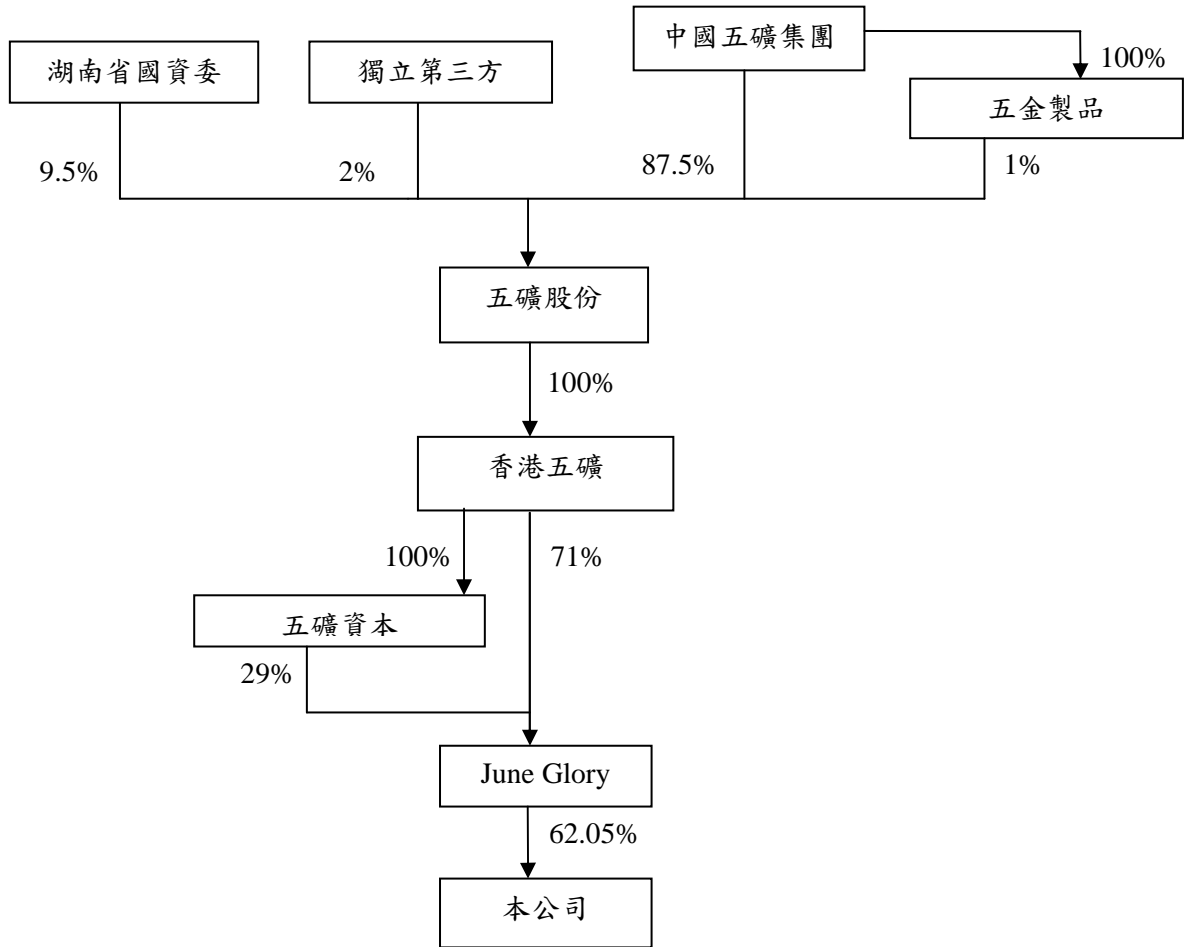 中國五礦集團
湖南省國資委
獨立第三方
100%
五金製品
9.5%
2%
87.5%
1%
五礦股份
100%
香港五礦
100%
71%
五礦資本
29%
June Glory
62.05%
本公司